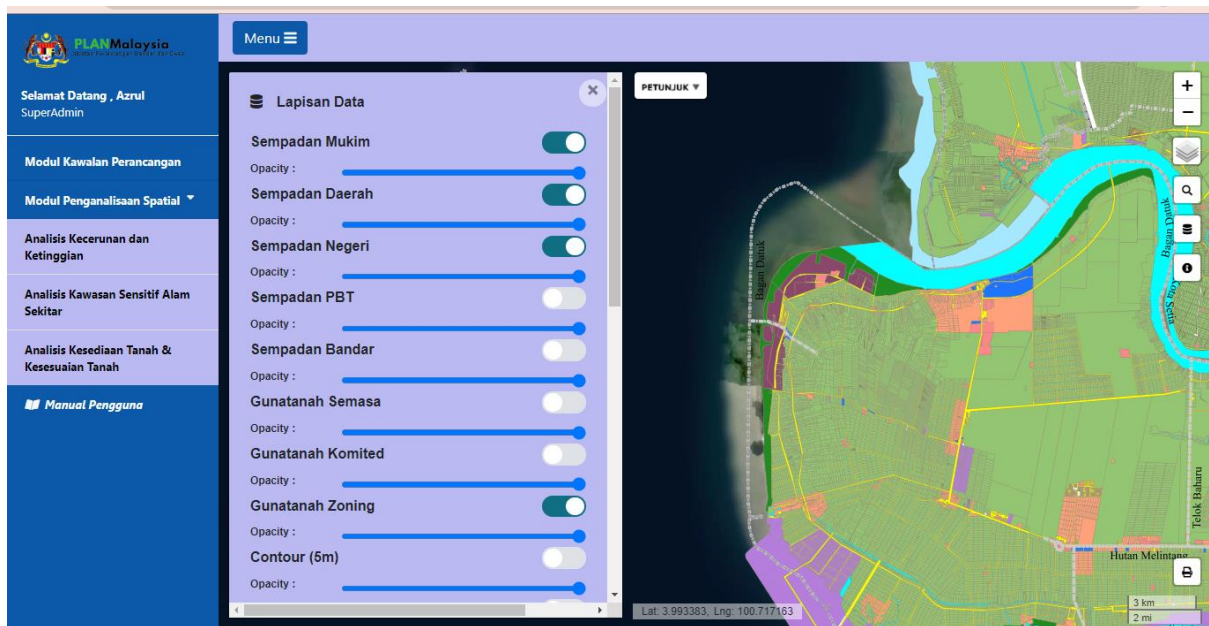 PLANMalaysia
Menu
Selamat Datang , Azrul
SuperAdmin
Modul Kawalan Perancangan
Modul Penganalisaan Spatial
Analisis Kecerunan dan
Ketinggian
Analisis Kawasan Sensitif Alam
Sekitar
Analisis Kesediaan Tanah &
Kesesuaian Tanah
Manual Pengguna
Lapisan Data
Sempadan Mukim
Opacity :
Sempadan Daerah
Opacity :
Sempadan Negeri
Opacity :
Sempadan PBT
Opacity :
Sempadan Bandar
Opacity :
Gunatanah Semasa
Opacity :
Gunatanah Komited
Opacity :
Gunatanah Zoning
Opacity :
Contour (5m)
Opacity :
PETUNJUK
Bagan Datuk
Bagan Datuk
Kota Setia
Telok Baharu
Hutan Melintang
Lat: 3.993383, Lng: 100.717163
3 km
2 mi